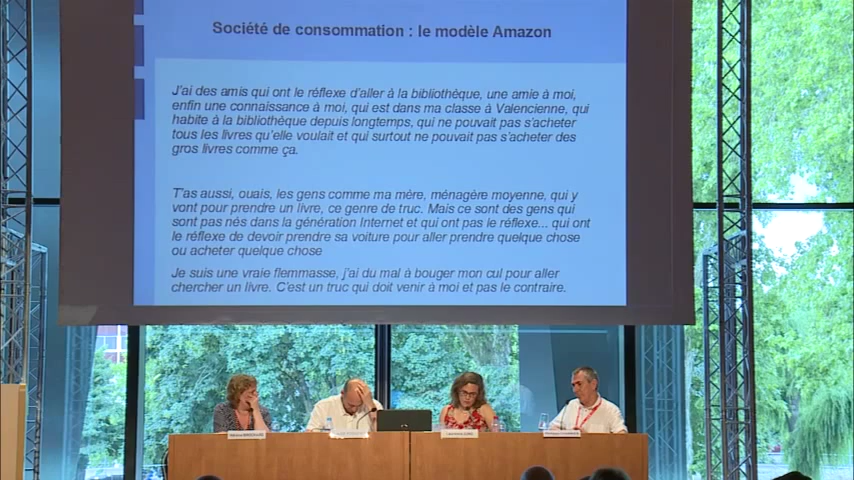 Société de consommation : le modèle Amazon
J'ai des amis qui ont le réflexe d'aller à la bibliothèque, une amie à moi,
enfin une connaissance à moi, qui est dans ma classe à Valencienne, qui
habite à la bibliothèque depuis longtemps, qui ne pouvait pas s'acheter
tous les livres qu'elle voulait et qui surtout ne pouvait pas s'acheter des
gros livres comme ça.
T'as aussi, ouais, les gens comme ma mère, ménagère moyenne, qui y
vont pour prendre un livre, ce genre de truc. Mais ce sont des gens qui
sont pas nés dans la génération Internet et qui ont pas le réflexe... qui ont
le réflexe de devoir prendre sa voiture pour aller prendre quelque chose
ou acheter quelque chose
Je suis une vraie flemmasse, j'ai du mal à bouger mon cul pour aller
chercher un livre. C'est un truc qui doit venir à moi et pas le contraire.